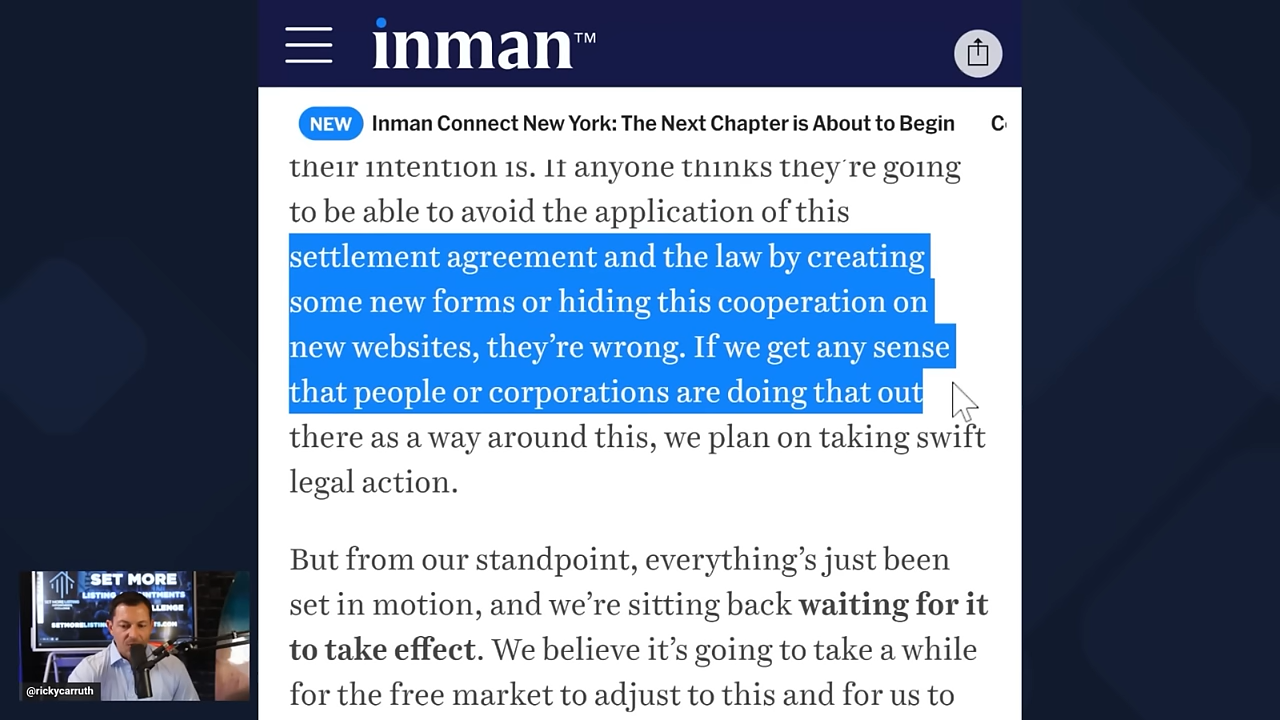 inman™
NEW Inman Connect New York: The Next Chapter is About to Begin
their intention is. If anyone thinks they're going
to be able to avoid the application of this
settlement agreement and the law by creating
some new forms or hiding this cooperation on
new websites, they're wrong. If we get any sense
that people or corporations are doing that out
there as a way around this, we plan on taking swift
legal action.
But from our standpoint, everything's just been
set in motion, and we're sitting back waiting for it
to take effect. We believe it's going to take a while
for the free market to adjust to this and for us to
SET MORE
@rickycarruth